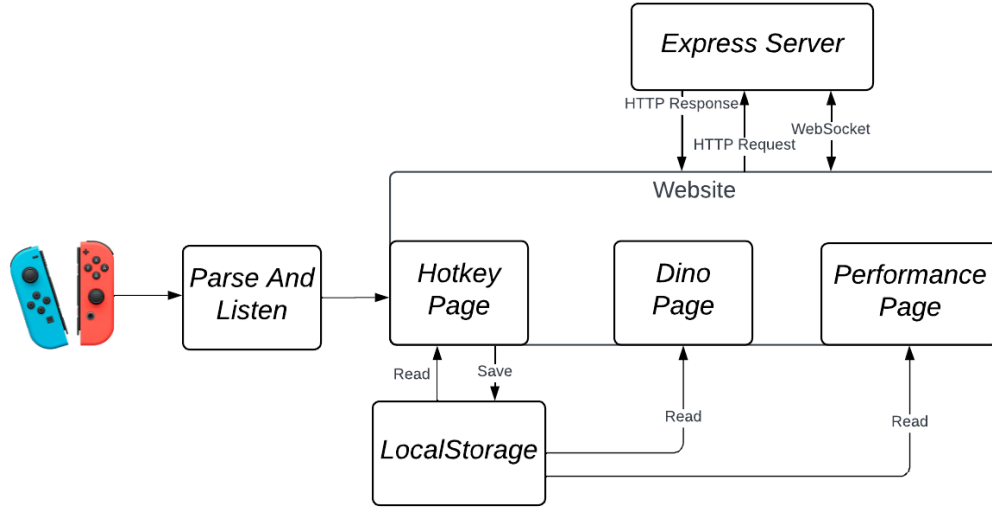 Express Server
HTTP Response
HTTP Request
WebSocket
Website
Parse And
Listen
Hotkey
Page
Dino
Page
Performance
Page
Read
Save
Read
Read
LocalStorage